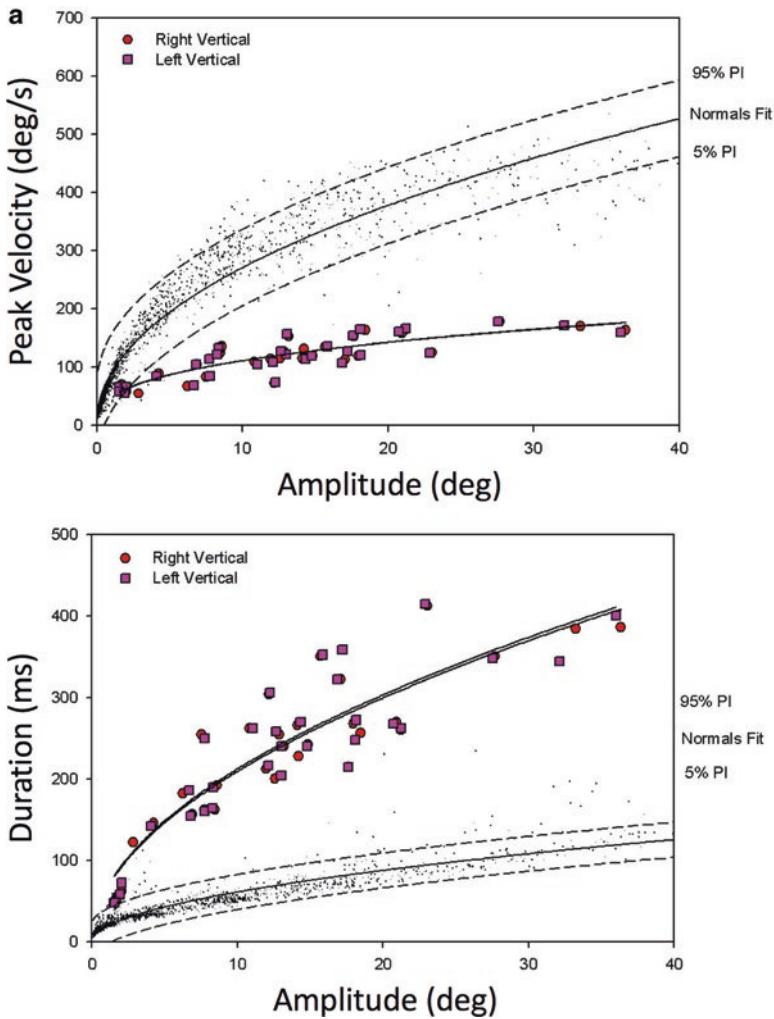 a
700
600
500
400
300
200
100
0
Peak Velocity (deg/s)
Right Vertical
Left Vertical
95% PI
Normals Fit
5% PI
0
10
20
30
40
Amplitude (deg)
500
400
300
200
100
0
Duration (ms)
Right Vertical
Left Vertical
95% PI
Normals Fit
5% PI
0
10
20
30
40
Amplitude (deg)